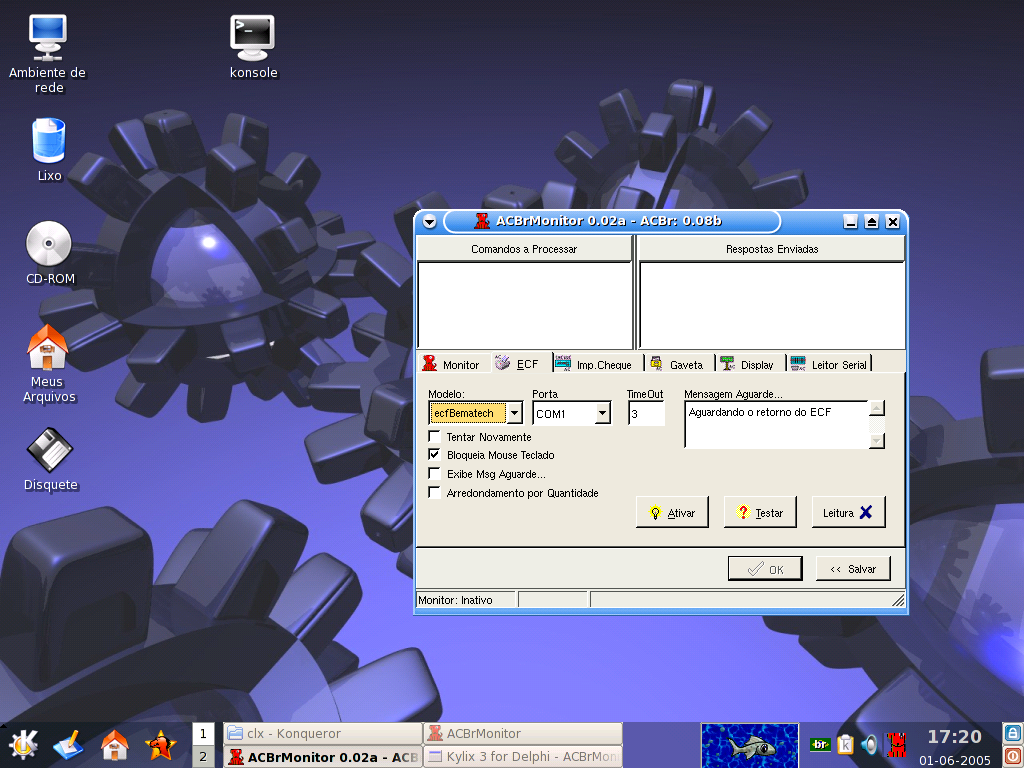 Ambiente de
rede
konsole
Lixo
CD-ROM
Meus
Arquivos
Disquete
ACBrMonitor 0.02a - ACBr: 0.08b
Comandos a Processar
Respostas Enviadas
Monitor
ECF
Imp.Cheque
Gaveta
Display
Leitor Serial
Modelo:
Porta
TimeOut
Mensagem Aguarde...
ecfBematech
COM1
3
Aguardando o retorno do ECF
Tentar Novamente
Bloqueia Mouse Teclado
Exibe Msg Aguarde...
Arredondamento por Quantidade
Ativar
Testar
Leitura X
OK
<< Salvar
Monitor: Inativo
1
2
clx - Konqueror
ACBrMonitor
ACBrMonitor 0.02a - ACB
Kylix 3 for Delphi - ACBrMon
br
k
17:20
01-06-2005